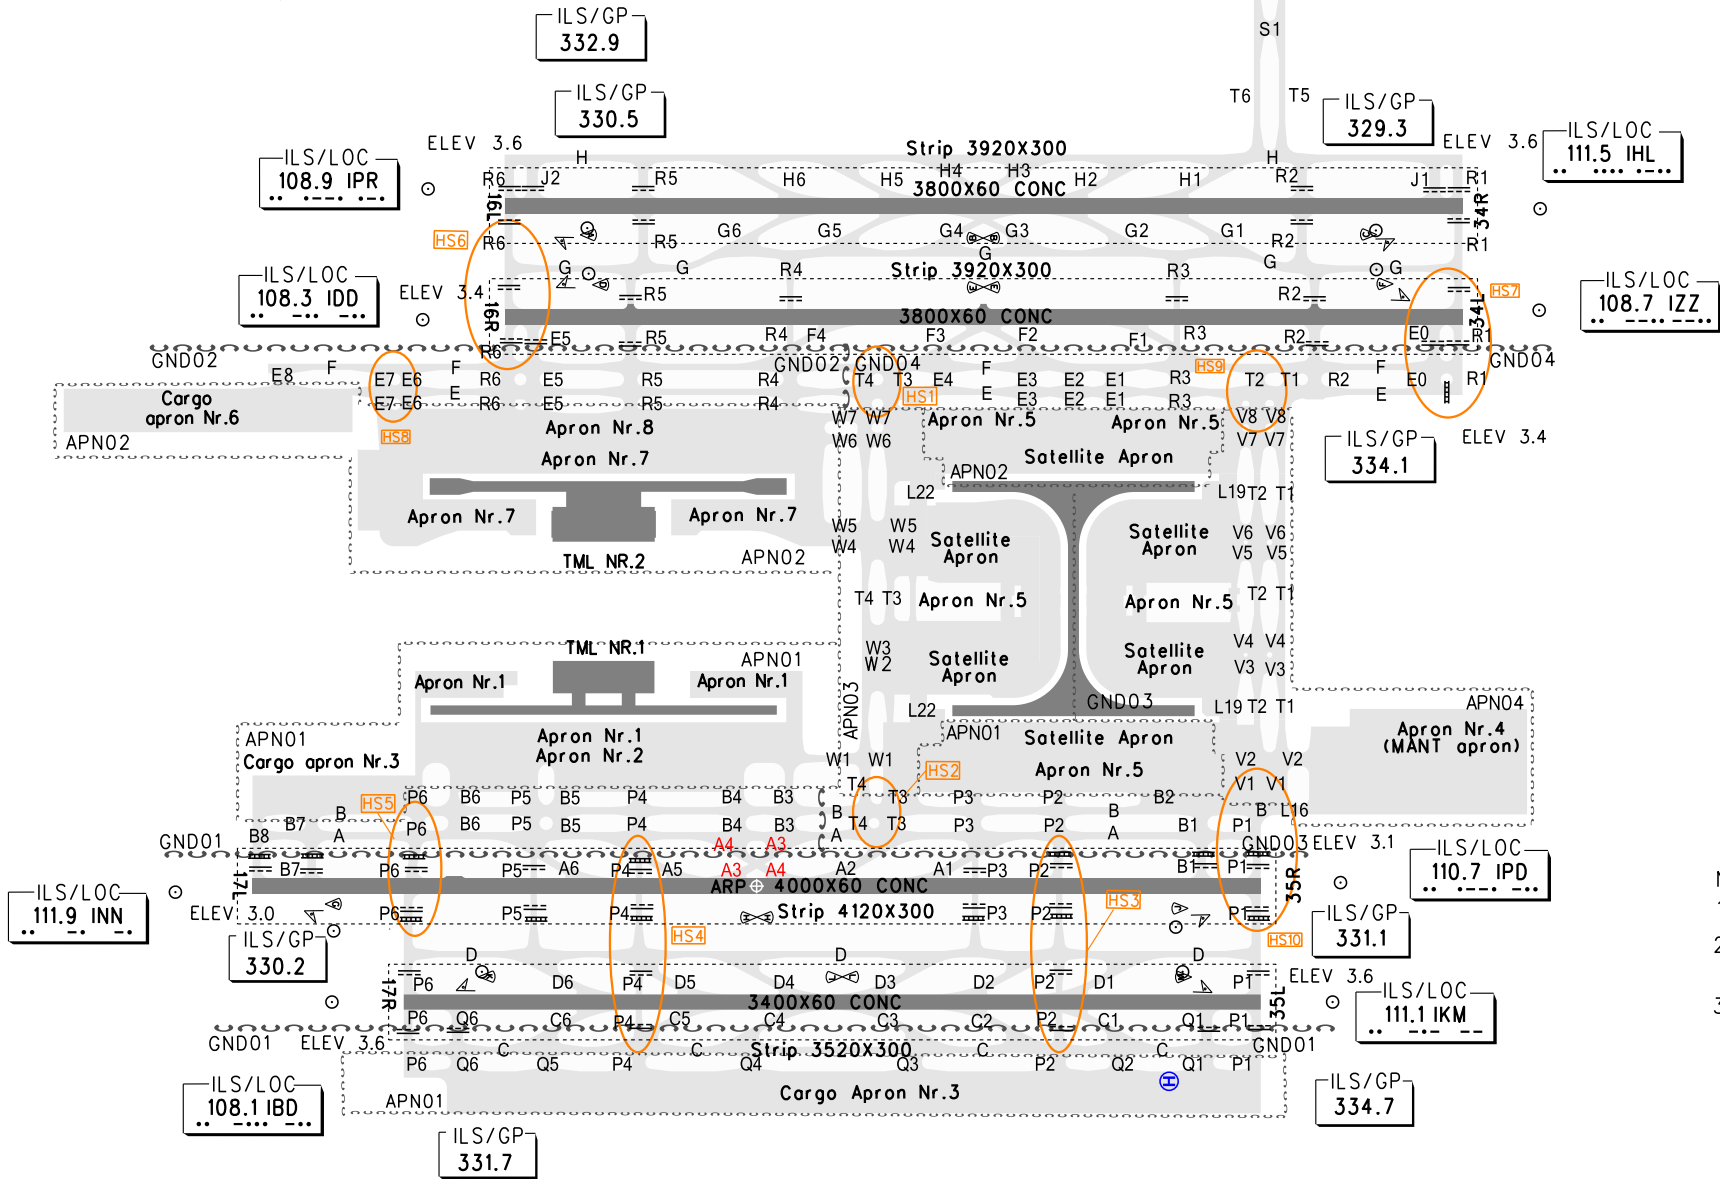 S1
ILS/GP
332.9
ILS/GP
330.5
T6 T5
ILS/GP
329.3
ELEV 3.6
Strip 3920X300
ELEV 3.6
ILS/LOC
111.5 IHL
ILS/LOC
108.9 IPR
H H4 H3 H
R6 J2 R5 H6 H5 H2 H1 R2 J1 R1
3800X60 CONC
16L 34R
HS6
R6 R5 G6 G5 G4 G3 G2 G1 R2 R1
G G R4 G R3 G G
Strip 3920X300
ILS/LOC
108.3 IDD
ELEV 3.4
R5 R2
HS7
ILS/LOC
108.7 IZZ
16R 34L
3800X60 CONC
R6 E5 R5 R4 F4 F3 F2 F1 R3 R2 E0 R1
GND02 GND02 GND04 GND04
E8 F F F F
HS9
E7 E6 R6 E5 R5 R4 T4 T3 E4 E3 E2 E1 R3 T2 T1 R2 E0 R1
E E E
E7 E6 R6 E5 R5 R4 HS1 E3 E2 E1 R3
Cargo
apron Nr.6
APN02
HS8
Apron Nr.8
W7 W7 Apron Nr.5 Apron Nr.5 V8 V8
W6 W6 V7 V7
ELEV 3.4
ILS/GP
334.1
Apron Nr.7
Satellite Apron
APN02
L22 L19 T2 T1
Apron Nr.7 Apron Nr.7
W5 W5 V6 V6
W4 W4 V5 V5
Satellite
Apron
Satellite
Apron
TML NR.2
APN02
T4 T3 Apron Nr.5 Apron Nr.5 T2 T1
TML NR.1
APN01
W3
W2
V4 V4
V3 V3
Satellite
Apron
Satellite
Apron
Apron Nr.1 Apron Nr.1
APN03
L22 GND03 L19 T2 T1
APN04
Apron Nr.4
(MANT apron)
APN01
Cargo apron Nr.3
Apron Nr.1
Apron Nr.2
APN01
Satellite Apron
W1 W1 HS2 Apron Nr.5 V2 V2
T4 V1 V1
HS5 P6 B6 P5 B5 P4 B4 B3 T3 P3 P2 B2
B B B B L16
B7 P6 B6 P5 B5 P4 B4 B3 T4 T3 P3 P2 B1 P1
B8 A A A
GND01 A4 A3 GND03 ELEV 3.1
B7 P6 P5 A6 P4 A5 A3 A4 A2 A1 P3 P2 B1 P1
ILS/LOC
110.7 IPD
17L 35R
ARP 4000X60 CONC
ILS/LOC
111.9 INN
ELEV 3.0
P6 P5 P4 Strip 4120X300 P3 P2 HS3 P1
HS4
HS10
ILS/GP
331.1
ILS/GP
330.2
D D D
ELEV 3.6
P6 D6 P4 D5 D4 D3 D2 P2 D1 P1
17R 35L
3400X60 CONC
ILS/LOC
111.1 IKM
P6 Q6 C6 P4 C5 C4 C3 C2 P2 C1 Q1 P1
GND01 ELEV 3.6 GND01
C C Strip 3520X300 C C
P6 Q6 Q5 P4 Q4 Q3 P2 Q2 Q1 P1
H
Cargo Apron Nr.3
APN01
ILS/LOC
108.1 IBD
ILS/GP
334.7
ILS/GP
331.7
2
3